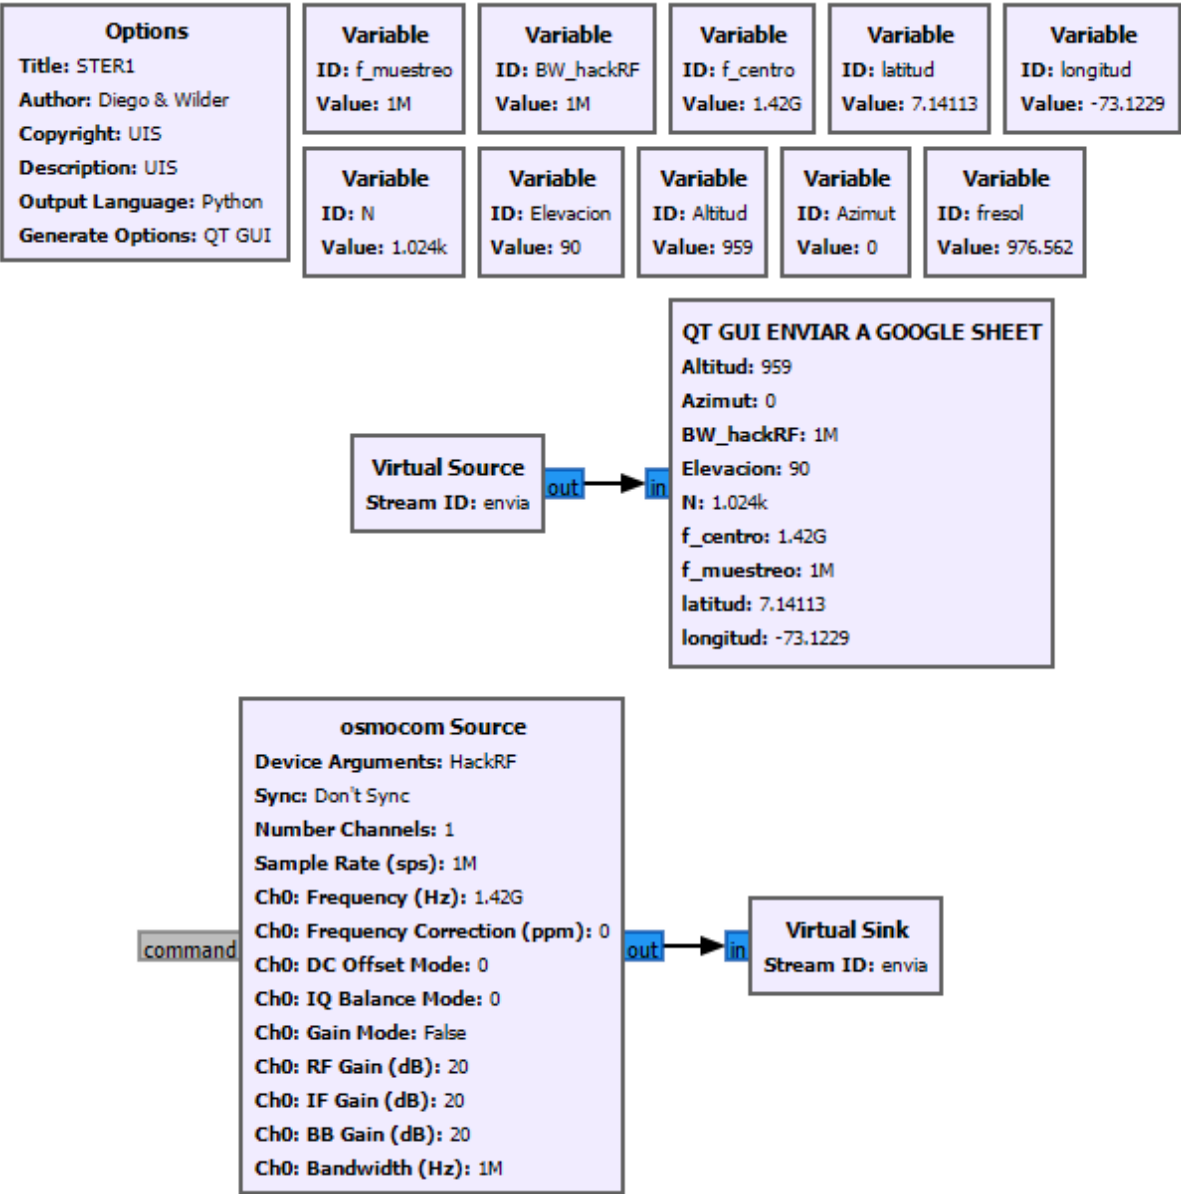 Options
Title: STER1
Author: Diego & Wilder
Copyright: UIS
Description: UIS
Output Language: Python
Generate Options: QT GUI
Variable
ID: f_muestreo
Value: 1M
Variable
ID: BW_hackRF
Value: 1M
Variable
ID: f_centro
Value: 1.42G
Variable
ID: latitud
Value: 7.14113
Variable
ID: longitud
Value: -73.1229
Variable
ID: N
Value: 1.024k
Variable
ID: Elevacion
Value: 90
Variable
ID: Altitud
Value: 959
Variable
ID: Azimut
Value: 0
Variable
ID: fresol
Value: 976.562
Virtual Source
Stream ID: envia
out
in
QT GUI ENVIAR A GOOGLE SHEET
Altitud: 959
Azimut: 0
BW_hackRF: 1M
Elevacion: 90
N: 1.024k
f_centro: 1.42G
f_muestreo: 1M
latitud: 7.14113
longitud: -73.1229
command
osmocom Source
Device Arguments: HackRF
Sync: Don't Sync
Number Channels: 1
Sample Rate (sps): 1M
Ch0: Frequency (Hz): 1.42G
Ch0: Frequency Correction (ppm): 0
Ch0: DC Offset Mode: 0
Ch0: IQ Balance Mode: 0
Ch0: Gain Mode: False
Ch0: RF Gain (dB): 20
Ch0: IF Gain (dB): 20
Ch0: BB Gain (dB): 20
Ch0: Bandwidth (Hz): 1M
out
in
Virtual Sink
Stream ID: envia